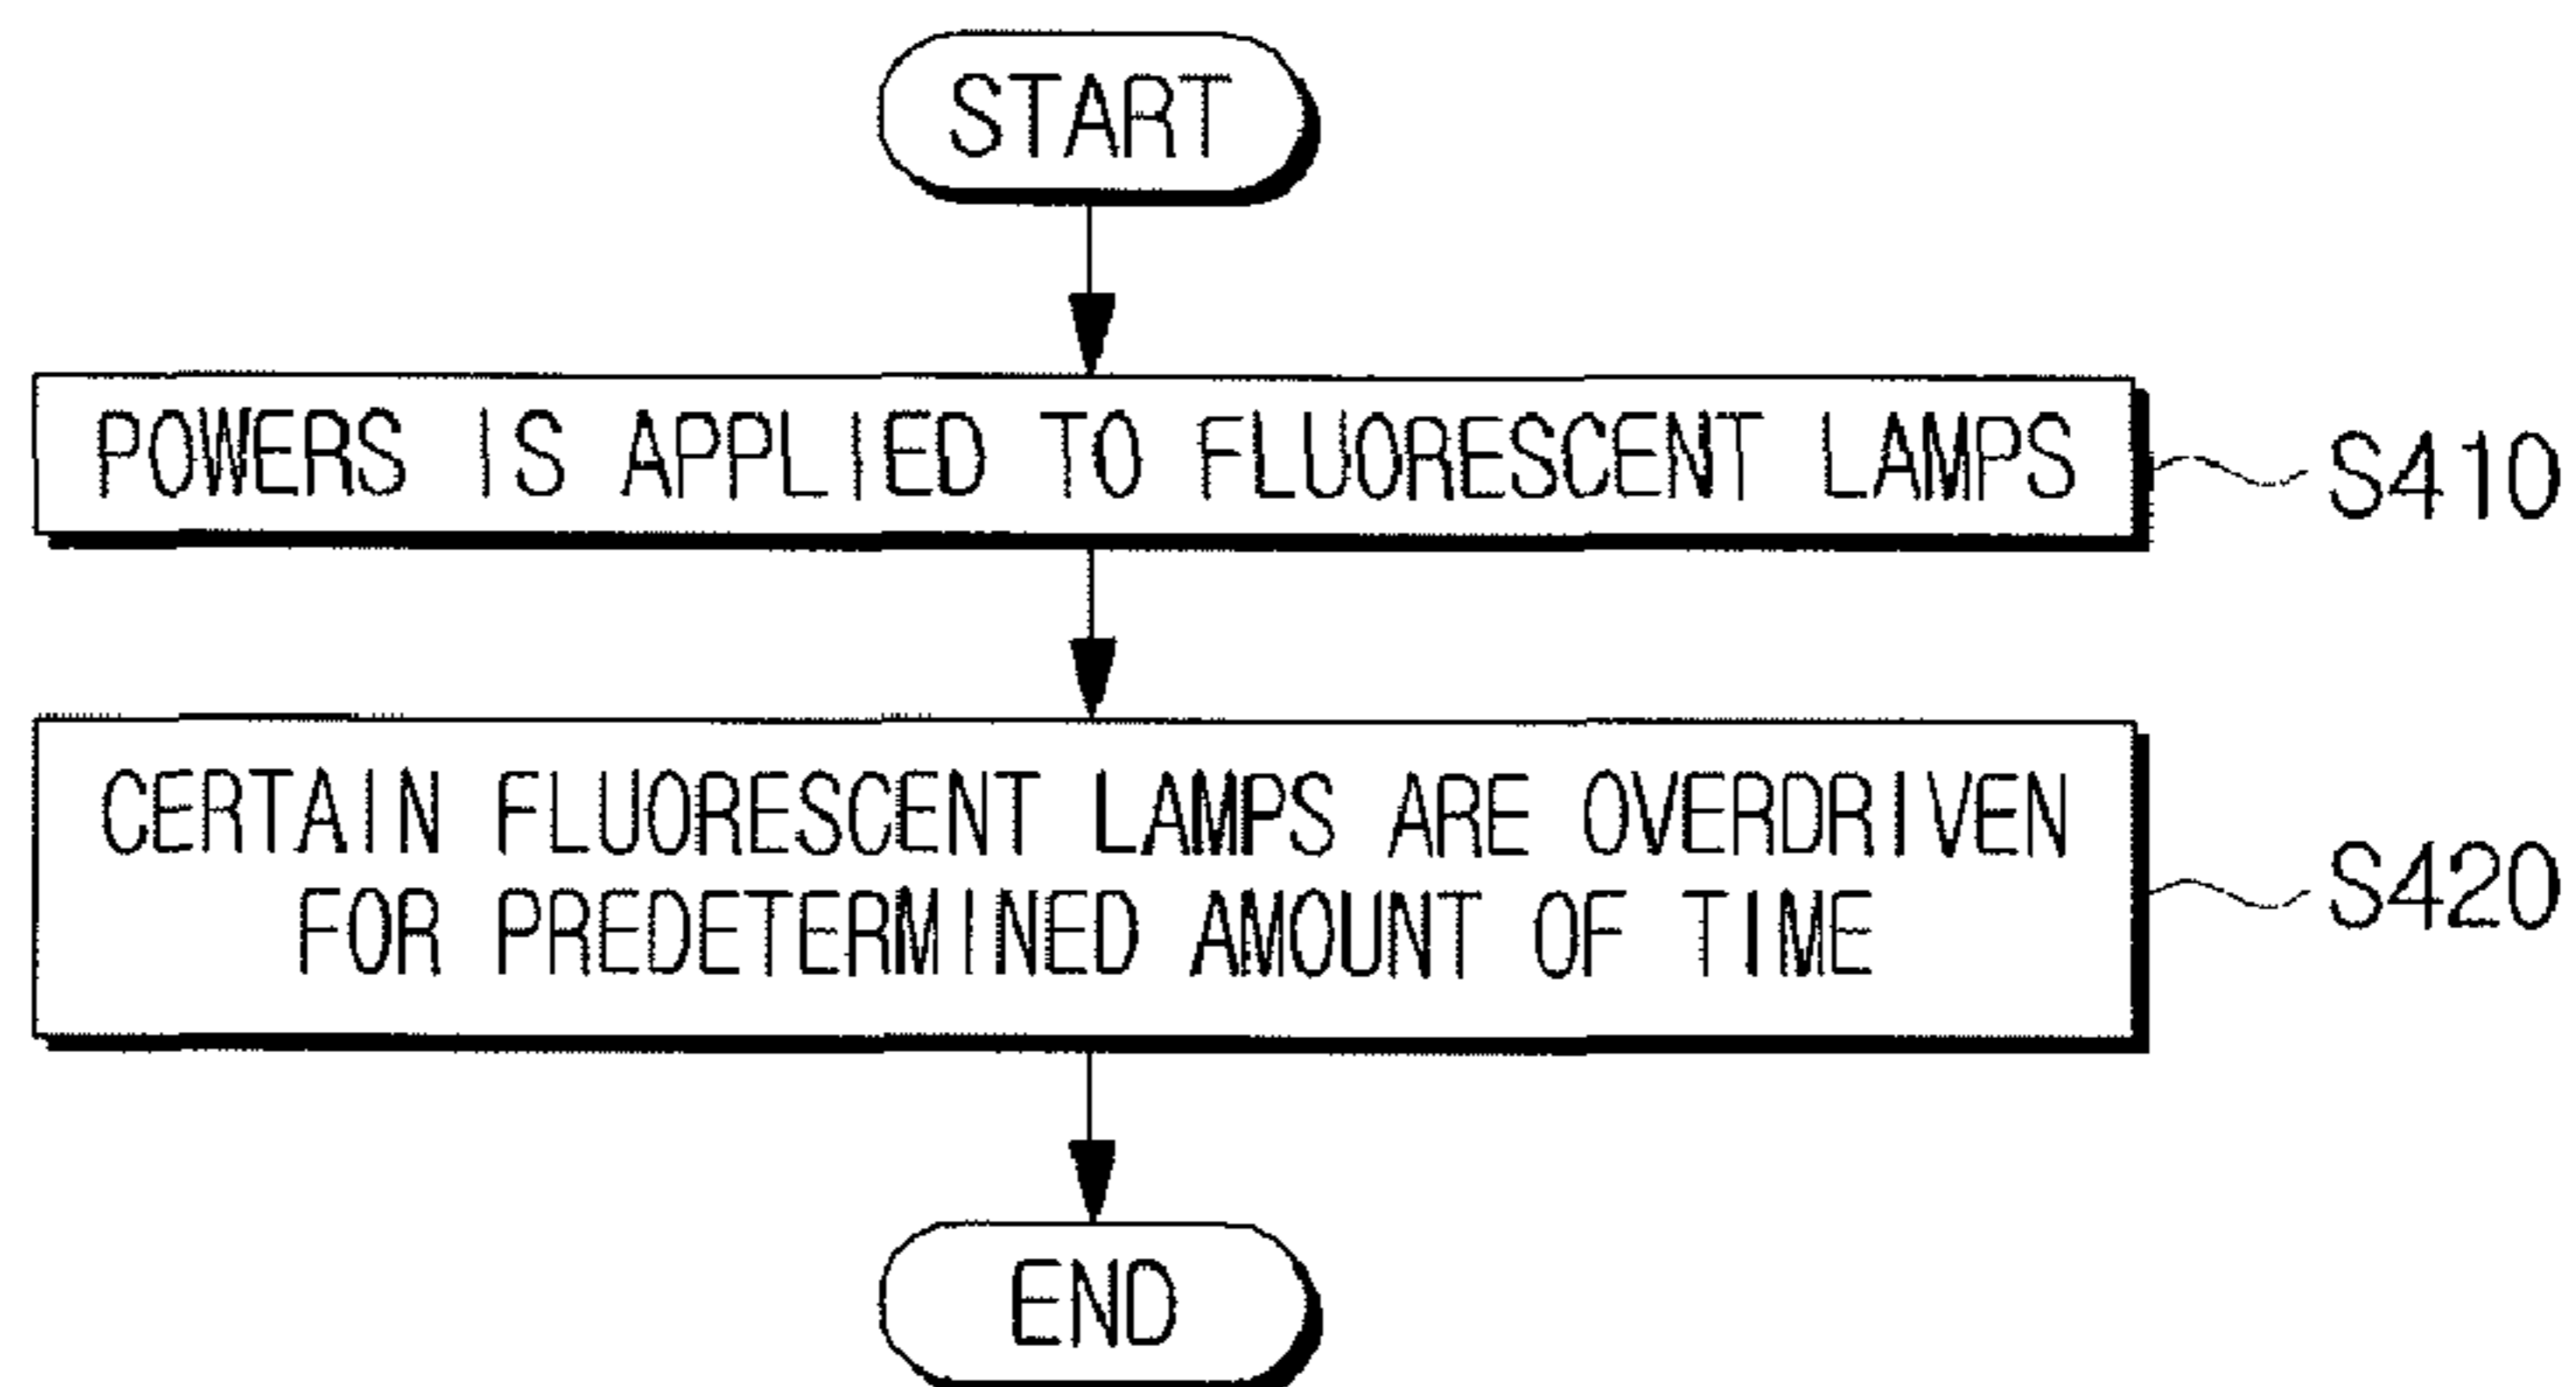 START
POWERS IS APPLIED TO FLUORESCENT LAMPS
S410
CERTAIN FLUORESCENT LAMPS ARE OVERDRIVEN
FOR PREDETERMINED AMOUNT OF TIME
S420
END